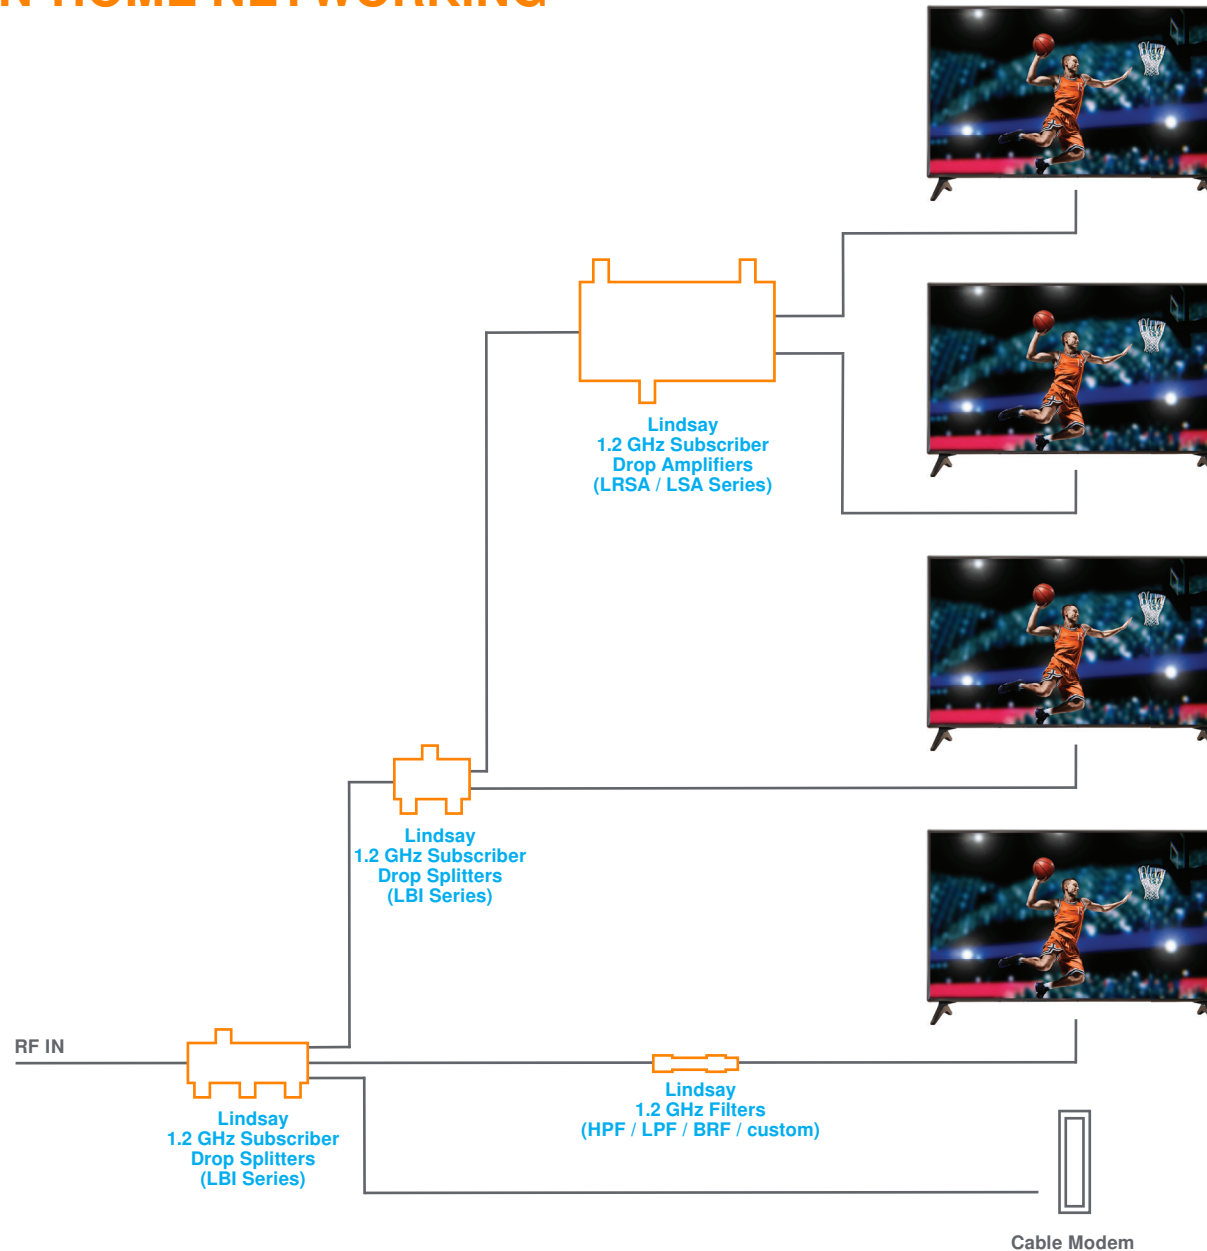 N HOME NETWORKING
Lindsay
1.2 GHz Subscriber
Drop Amplifiers
(LRSA / LSA Series)
Lindsay
1.2 GHz Subscriber
Drop Splitters
(LBI Series)
RF IN
Lindsay
1.2 GHz Subscriber
Drop Splitters
(LBI Series)
Lindsay
1.2 GHz Filters
(HPF / LPF / BRF / custom)
Cable Modem